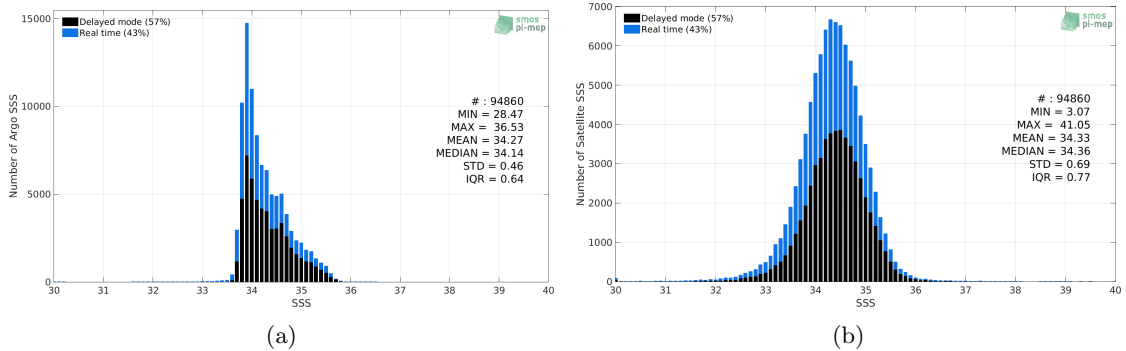 Delayed mode (57%)
Real time (43%)
smos
pi-mep
# : 94860
MIN = 28.47
MAX = 36.53
MEAN = 34.27
MEDIAN = 34.14
STD = 0.46
IQR = 0.64
Number of Argo SSS
15000
10000
5000
0
30 31 32 33 34 35 36 37 38 39 40
SSS
(a)
Delayed mode (57%)
Real time (43%)
smos
pi-mep
# : 94860
MIN = 3.07
MAX = 41.05
MEAN = 34.33
MEDIAN = 34.36
STD = 0.69
IQR = 0.77
Number of Satellite SSS
7000
6000
5000
4000
3000
2000
1000
0
30 31 32 33 34 35 36 37 38 39 40
SSS
(b)